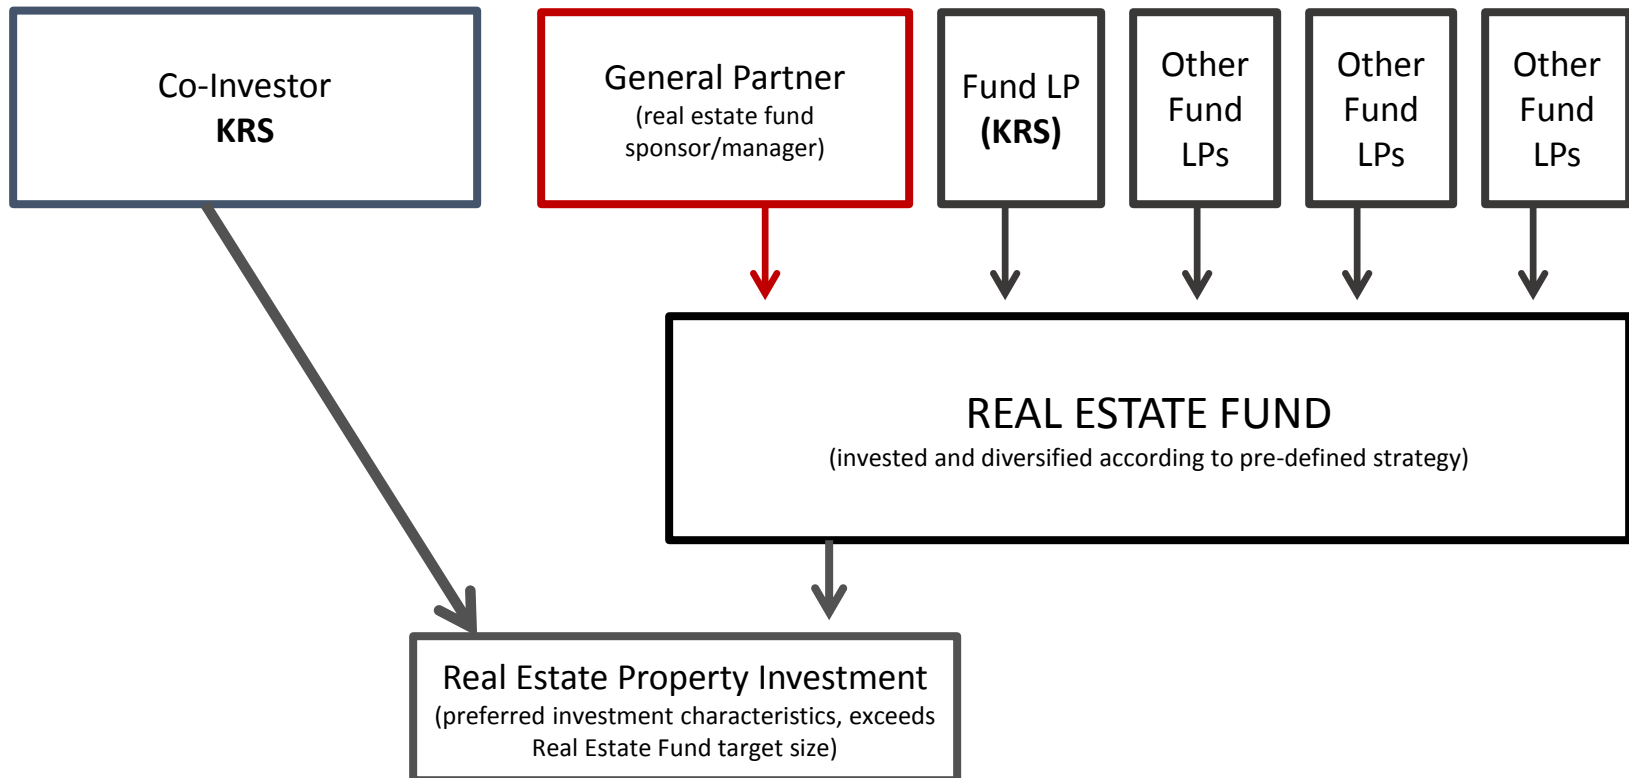 Co-Investor
KRS
General Partner
(real estate fund
sponsor/manager)
Fund LP
(KRS)
Other
Fund
LPs
Other
Fund
LPs
Other
Fund
LPs
REAL ESTATE FUND
(invested and diversified according to pre-defined strategy)
Real Estate Property Investment
(preferred investment characteristics, exceeds
Real Estate Fund target size)